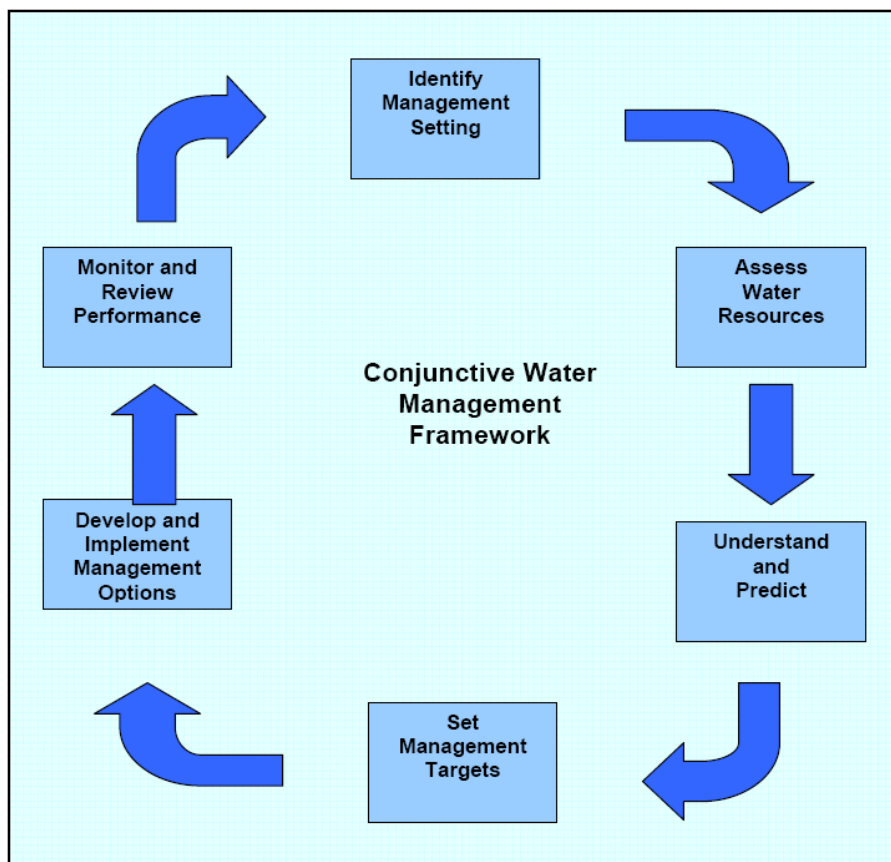 Identify
Management
Setting
Assess
Water
Resources
Understand
and
Predict
Set
Management
Targets
Develop and
Implement
Management
Options
Monitor and
Review
Performance
Conjunctive Water
Management
Framework